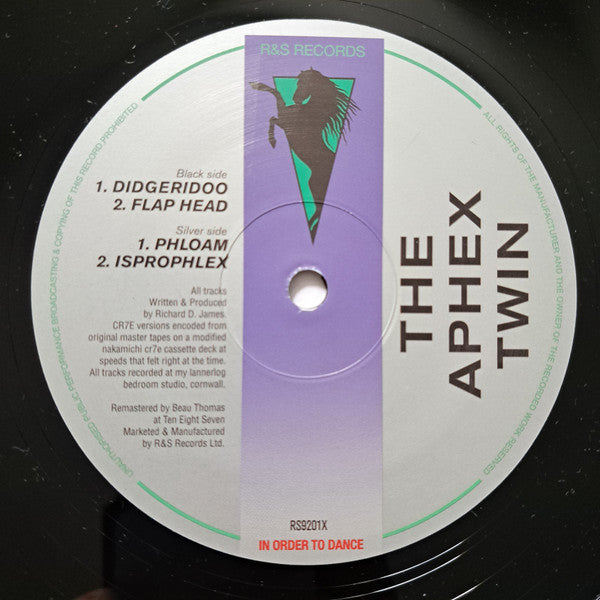 R&S RECORDS
Black side
1. DIDGERIDOO
2. FLAP HEAD
Silver side
1. PHLOAM
2. ISPROPHLEX
All tracks
Written & Produced
by Richard D. James.
CR7E versions encoded from
original master tapes on a modified
nakamichi cr7e cassette deck at
speeds that felt right at the time.
All tracks recorded at my lannerlog
bedroom studio, cornwall.
Remastered by Beau Thomas
at Ten Eight Seven
Marketed & Manufactured
by R&S Records Ltd.
THE
APHEX
TWIN
RS9201X
IN ORDER TO DANCE
UNAUTHORISED PUBLIC PERFORMANCE BROADCASTING & COPYING OF THIS RECORD PROHIBITED
ALL RIGHTS OF THE MANUFACTURER AND THE OWNER OF THE RECORDED WORK RESERVED